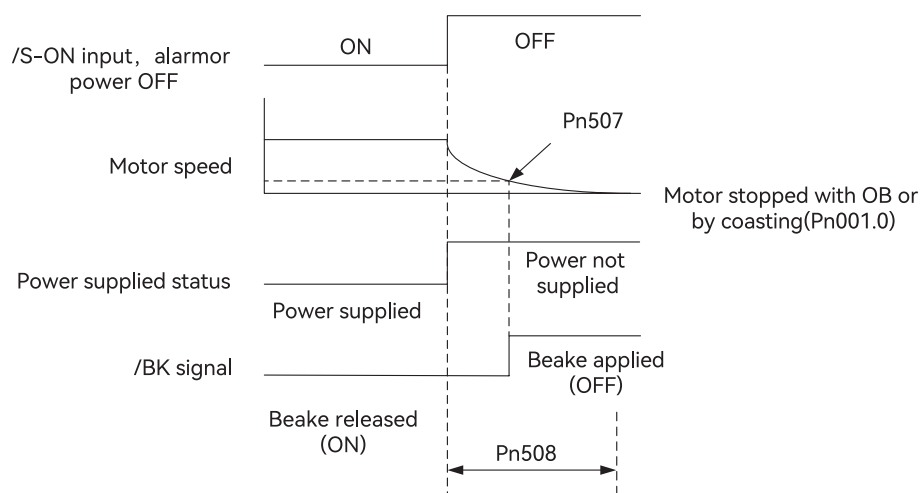 ON
OFF
/S-ON input, alarmor
power OFF
Pn507
Motor speed
Motor stopped with OB or
by coasting(Pn001.0)
Power supplied status
Power supplied
Power not
supplied
/BK signal
Beake applied
(OFF)
Beake released
(ON)
Pn508